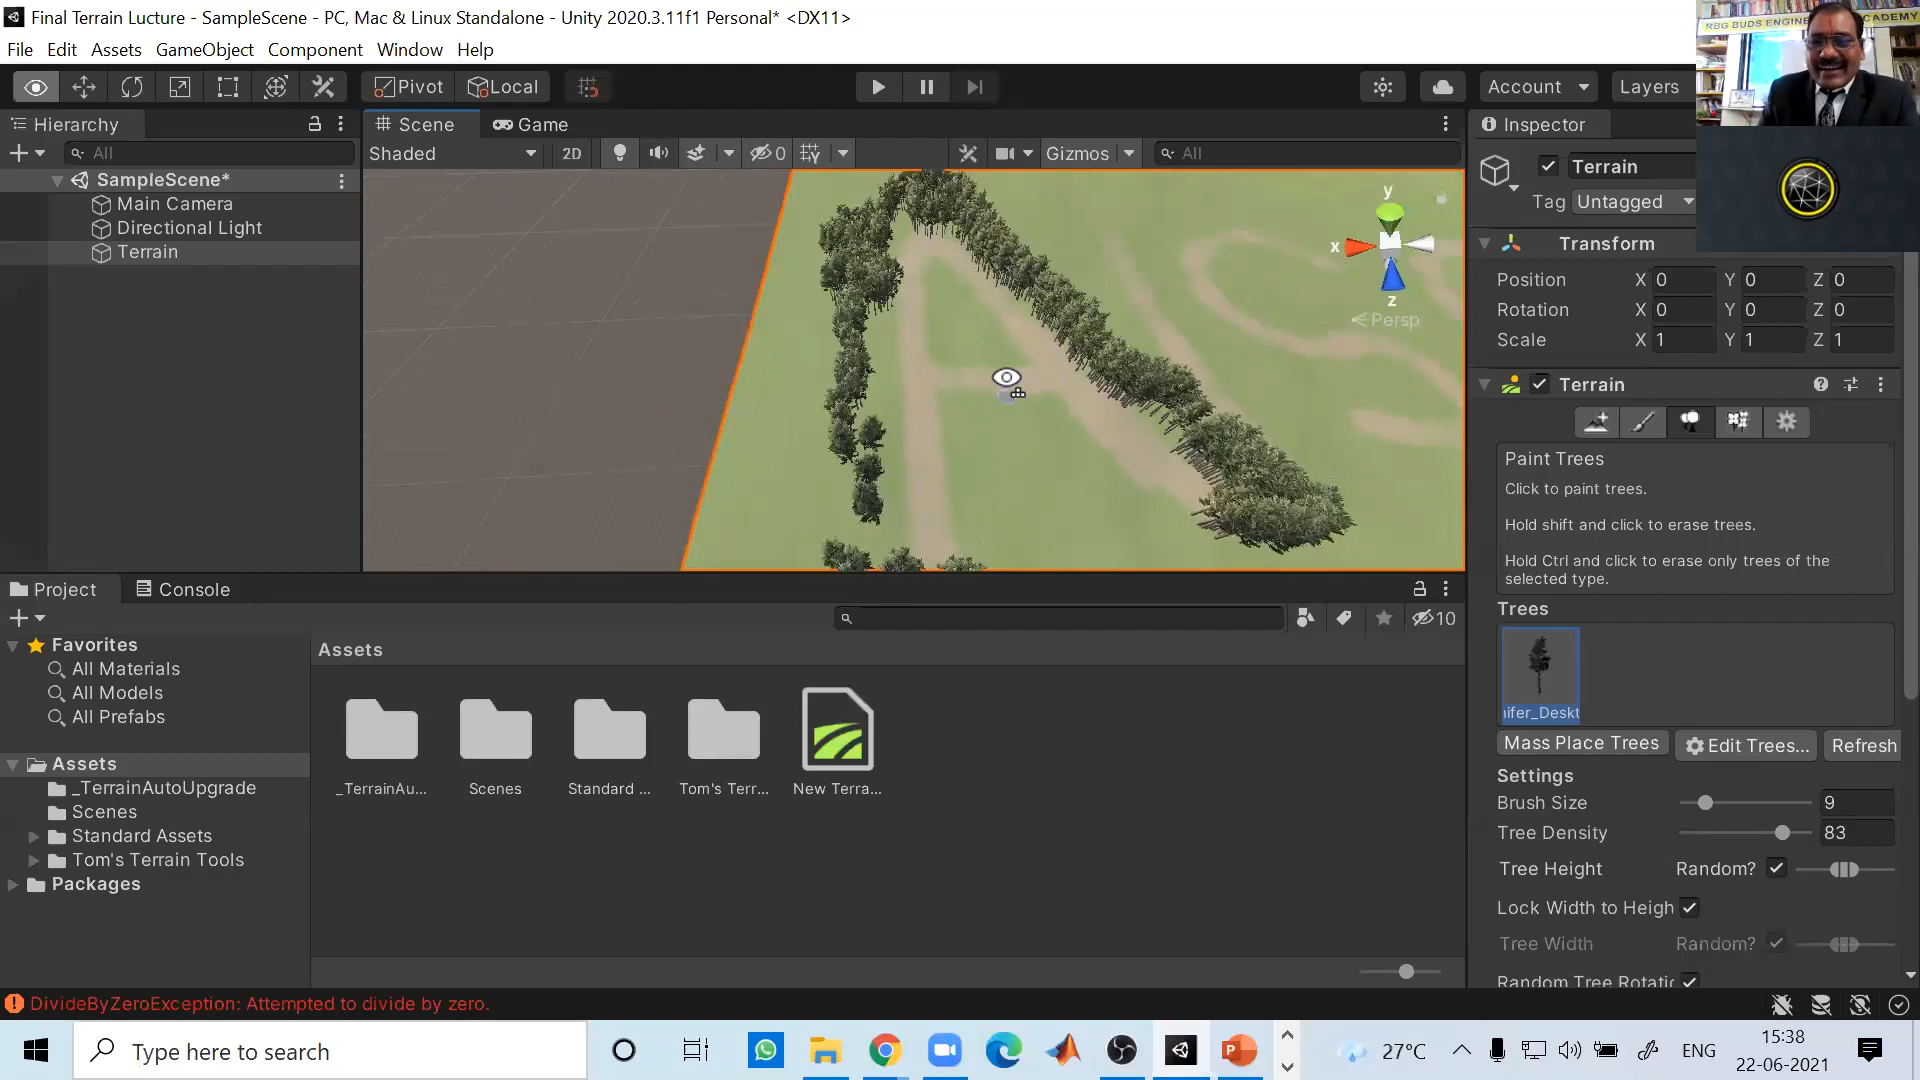 Final Terrain Lucture - SampleScene - PC, Mac & Linux Standalone - Unity 2020.3.11f1 Personal* <DX11>
File Edit Assets GameObject Component Window Help
Pivot Local Account Layers
Hierarchy
All
SampleScene*
Main Camera
Directional Light
Terrain
Scene Game
Shaded 2D 0 Gizmos All
y
x
z
Persp
Inspector
Terrain
Tag Untagged
Transform
Position X 0 Y 0 Z 0
Rotation X 0 Y 0 Z 0
Scale X 1 Y 1 Z 1
Terrain
Paint Trees
Click to paint trees.
Hold shift and click to erase trees.
Hold Ctrl and click to erase only trees of the
selected type.
Trees
nifer_Deskt
Mass Place Trees Edit Trees... Refresh
Settings
Brush Size 9
Tree Density 83
Tree Height Random?
Lock Width to Heigh
Tree Width Random?
Random Tree Rotatic
Project Console
10
Favorites
All Materials
All Models
All Prefabs
Assets
_TerrainAutoUpgrade
Scenes
Standard Assets
Tom's Terrain Tools
Packages
Assets
_TerrainAu... Scenes Standard ... Tom's Terr... New Terra...
DivideByZeroException: Attempted to divide by zero.
Type here to search
27°C
ENG
15:38
22-06-2021
RBG BUDS ENGINE
CADEMY